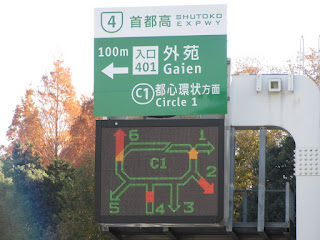 4 首都高 SHUTOKO EXPWY
100m 入口 401 外苑 Gaien
C1 都心環状方面 Circle 1
6 1
C1
2
5 4 3